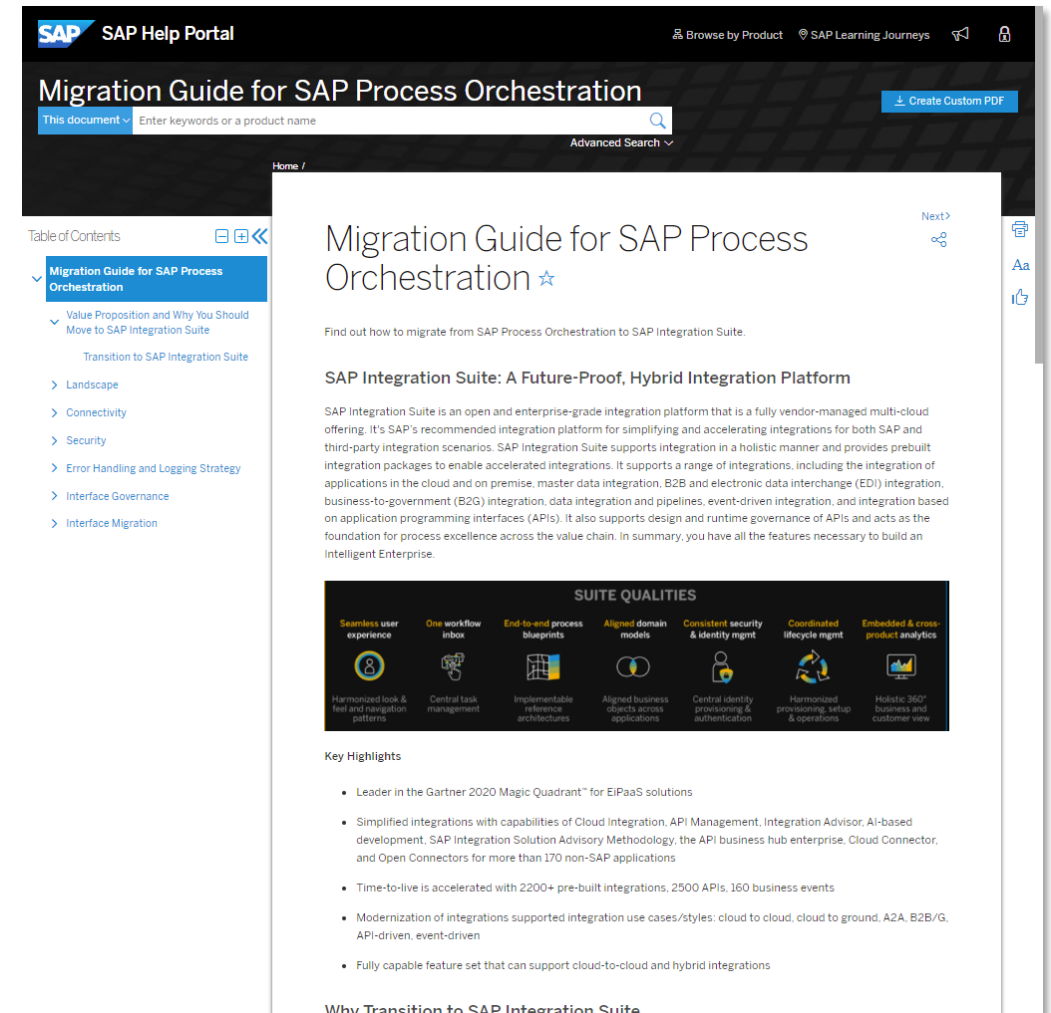 SAP SAP Help Portal
Browse by Product SAP Learning Journeys
Migration Guide for SAP Process Orchestration
Create Custom PDF
This document Enter keywords or a product name
Advanced Search
Home /
Table of Contents
Migration Guide for SAP Process
Orchestration
Value Proposition and Why You Should
Move to SAP Integration Suite
Transition to SAP Integration Suite
Landscape
Connectivity
Security
Error Handling and Logging Strategy
Interface Governance
Interface Migration
Next
Aa
Migration Guide for SAP Process
Orchestration
Find out how to migrate from SAP Process Orchestration to SAP Integration Suite.
SAP Integration Suite: A Future-Proof, Hybrid Integration Platform
SAP Integration Suite is an open and enterprise-grade integration platform that is a fully vendor-managed multi-cloud
offering. It's SAP's recommended integration platform for simplifying and accelerating integrations for both SAP and
third-party integration scenarios. SAP Integration Suite supports integration in a holistic manner and provides prebuilt
integration packages to enable accelerated integrations. It supports a range of integrations, including the integration of
applications in the cloud and on premise, master data integration, B2B and electronic data interchange (EDI) integration,
business-to-government (B2G) integration, data integration and pipelines, event-driven integration, and integration based
on application programming interfaces (APIs). It also supports design and runtime governance of APIs and acts as the
foundation for process excellence across the value chain. In summary, you have all the features necessary to build an
Intelligent Enterprise.
SUITE QUALITIES
Seamless user
experience
One workflow
inbox
End-to-end process
blueprints
Aligned domain
models
Consistent security
& identity mgmt
Coordinated
lifecycle mgmt
Embedded & cross-
product analytics
Harmonized look &
feel and navigation
patterns
Central task
management
Implementable
reference
architectures
Aligned business
objects across
applications
Central identity
provisioning &
authentication
Harmonized
provisioning, setup
& operations
Holistic 360°
business and
customer view
Key Highlights
• Leader in the Gartner 2020 Magic Quadrant™ for EiPaaS solutions
• Simplified integrations with capabilities of Cloud Integration, API Management, Integration Advisor, AI-based
development, SAP Integration Solution Advisory Methodology, the API business hub enterprise, Cloud Connector,
and Open Connectors for more than 170 non-SAP applications
• Time-to-live is accelerated with 2200+ pre-built integrations, 2500 APIs, 160 business events
• Modernization of integrations supported integration use cases/styles: cloud to cloud, cloud to ground, A2A, B2B/G,
API-driven, event-driven
• Fully capable feature set that can support cloud-to-cloud and hybrid integrations
Why Transition to SAP Integration Suite